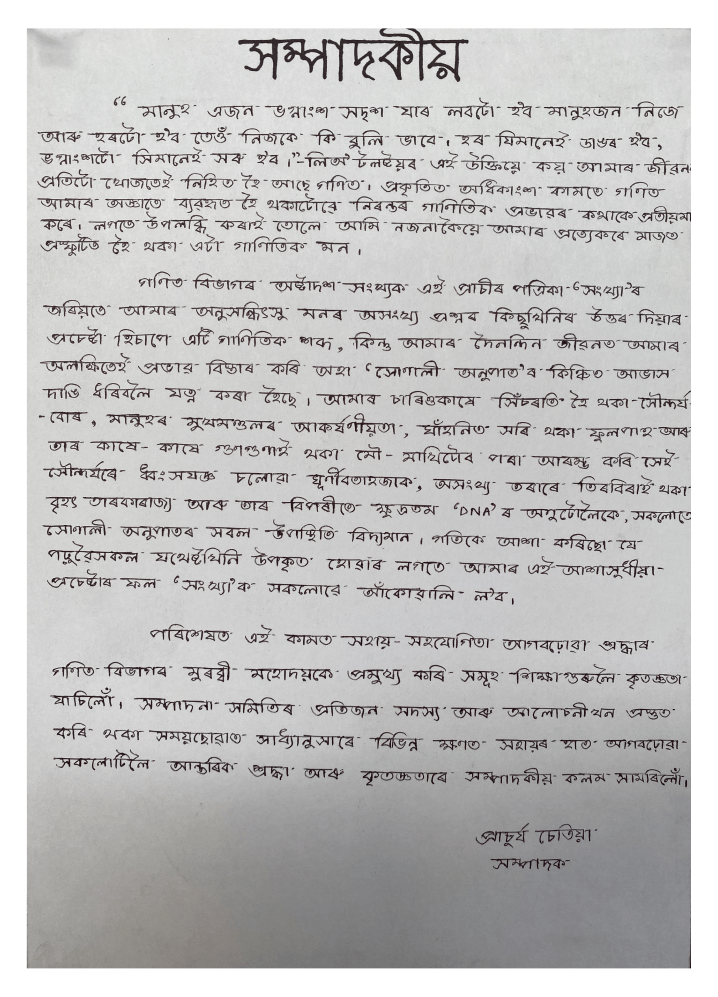 সম্পাদকীয়
“ মানুহ এজন ভগ্নাংশ সদৃশ যাৰ লবটো হ'ব মানুহজন নিজে
আৰু হৰটো হ'ব তেওঁ নিজকে কি বুলি ভাবে। হৰ যিমানেই ডাঙৰ হ'ব,
ভগ্নাংশটো সিমানেই সৰু হ'ব।”-লিও টলষ্টয়ৰ এই উক্তিয়ে কয় আমাৰ জীৱনৰ
প্ৰতিটো খোজতেই নিহিত হৈ আছে গণিত। প্ৰকৃতিত অধিকাংশ কামতে গণিত
আমাৰ অজ্ঞাতে ব্যৱহৃত হৈ থকাটোৱে নিৰন্তৰ গাণিতিক প্ৰভাৱৰ কথাকে প্ৰতীয়মান
কৰে। লগতে উপলব্ধি কৰাই তোলে আমি নজনাকৈয়ে আমাৰ প্ৰত্যেকৰে মাজত
প্ৰস্ফুটিত হৈ থকা এটা গাণিতিক মন।
গণিত বিভাগৰ অষ্টাদশ সংখ্যক এই প্ৰাচীৰ পত্ৰিকা-‘সংখ্যা’ৰ
জৰিয়তে আমাৰ অনুসন্ধিৎসু মনৰ অসংখ্য প্ৰশ্নৰ কিছুখিনিৰ উত্তৰ দিয়াৰ
প্ৰচেষ্টা হিচাপে এটি গাণিতিক শব্দ, কিন্তু আমাৰ দৈনন্দিন জীৱনত আমাৰ
অলক্ষিতেই প্ৰভাৱ বিস্তাৰ কৰি অহা ‘সোণালী অনুপাত’ৰ কিঞ্চিত আভাস
দাঙি ধৰিবলৈ যত্ন কৰা হৈছে। আমাৰ চাৰিওকাষে সিঁচৰতি হৈ থকা সৌন্দৰ্য
-বোৰ, মানুহৰ মুখমণ্ডলৰ আকৰ্ষণীয়তা, ঘাঁহনিত সৰি থকা ফুলপাহ আৰু
তাৰ কাষে-কাষে গুণগুণাই থকা মৌ-মাখিটোৰ পৰা আৰম্ভ কৰি সেই
সৌন্দৰ্যৰে ধ্বংসযজ্ঞ চলোৱা ঘূৰ্ণীবতাহজাক, অসংখ্য তৰাৰে তিৰবিৰাই থকা
বৃহৎ তাৰকাৰাজ্য আৰু তাৰ বিপৰীতে ক্ষুদ্ৰতম ‘DNA’ৰ অণুটোলৈকে, সকলোতে
সোণালী অনুপাতৰ সবল উপস্থিতি বিদ্যমান। গতিকে আশা কৰিছো যে
পঢ়ুৱৈসকল যথেষ্টখিনি উপকৃত হোৱাৰ লগতে আমাৰ এই আশাসুধীয়া
প্ৰচেষ্টাৰ ফল ‘সংখ্যা’ক সকলোৱে আঁকোৱালি ল'ব।
পৰিশেষত এই কামত সহায়-সহযোগিতা আগবঢ়োৱা শ্ৰদ্ধাৰ
গণিত বিভাগৰ মুৰব্বী মহোদয়কে প্ৰমুখ্য কৰি সমূহ শিক্ষাগুৰুলৈ কৃতজ্ঞতা
যাচিলোঁ। সম্পাদনা সমিতিৰ প্ৰতিজন সদস্য আৰু আলোচনীখন প্ৰস্তুত
কৰি থকা সময়ছোৱাত সাধ্যানুসাৰে বিভিন্ন ক্ষণত সহায়ৰ হাত আগবঢ়োৱা
সকলোটিলৈ আন্তৰিক শ্ৰদ্ধা আৰু কৃতজ্ঞতাৰে সম্পাদকীয় কলম সামৰিলোঁ।
প্ৰাচুৰ্য চেতিয়া
সম্পাদক